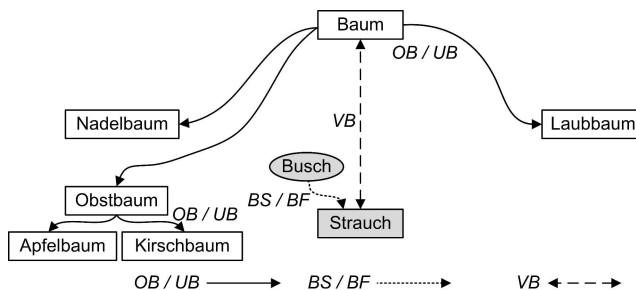 Baum
OB / UB
Nadelbaum
VB
Laubbaum
Busch
BS / BF
Obstbaum
OB / UB
Strauch
Apfelbaum
Kirschbaum
OB / UB
BS / BF
VB